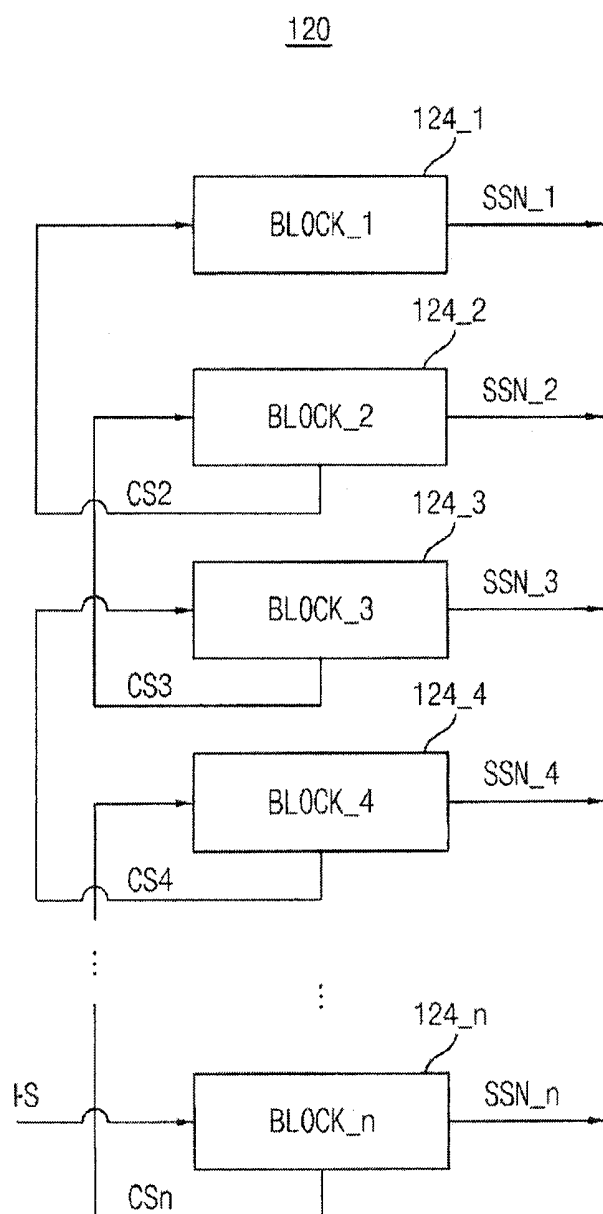 120
124_1
BLOCK_1
SSN_1
124_2
BLOCK_2
SSN_2
CS2
124_3
BLOCK_3
SSN_3
CS3
124_4
BLOCK_4
SSN_4
CS4
124_n
BLOCK_n
SSN_n
CSn